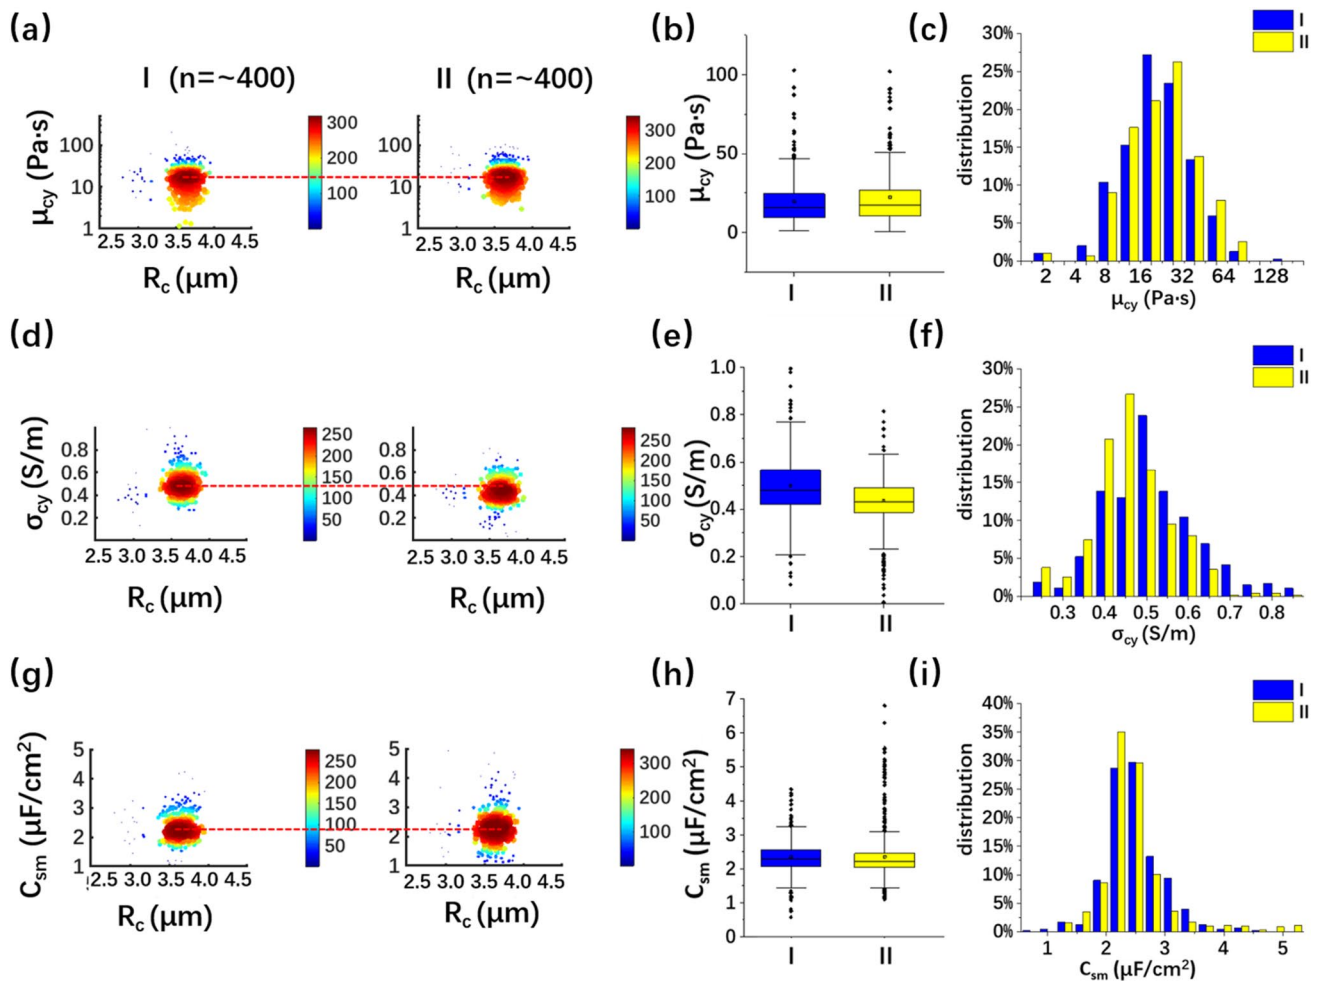 (a)
I (n=~400)
II (n=~400)
μcy (Pa·s)
100
10
1
2.5 3.0 3.5 4.0 4.5
Rc (μm)
300
200
100
100
10
1
2.5 3.0 3.5 4.0 4.5
Rc (μm)
300
200
100
(b)
μcy (Pa·s)
100
50
0
I
II
(c)
distribution
30%
25%
20%
15%
10%
5%
0%
2 4 8 16 32 64 128
μcy (Pa·s)
I
II
(d)
σcy (S/m)
0.8
0.6
0.4
0.2
2.5 3.0 3.5 4.0 4.5
Rc (μm)
250
200
150
100
50
0.8
0.6
0.4
0.2
2.5 3.0 3.5 4.0 4.5
Rc (μm)
250
200
150
100
50
(e)
σcy (S/m)
1.0
0.8
0.6
0.4
0.2
0.0
I
II
(f)
distribution
30%
25%
20%
15%
10%
5%
0%
0.3 0.4 0.5 0.6 0.7 0.8
σcy (S/m)
I
II
(g)
Csm (μF/cm²)
5
4
3
2
1
2.5 3.0 3.5 4.0 4.5
Rc (μm)
250
200
150
100
50
5
4
3
2
1
2.5 3.0 3.5 4.0 4.5
Rc (μm)
300
200
100
(h)
Csm (μF/cm²)
7
6
5
4
3
2
1
0
I
II
(i)
distribution
40%
35%
30%
25%
20%
15%
10%
5%
0%
1 2 3 4 5
Csm (μF/cm²)
I
II